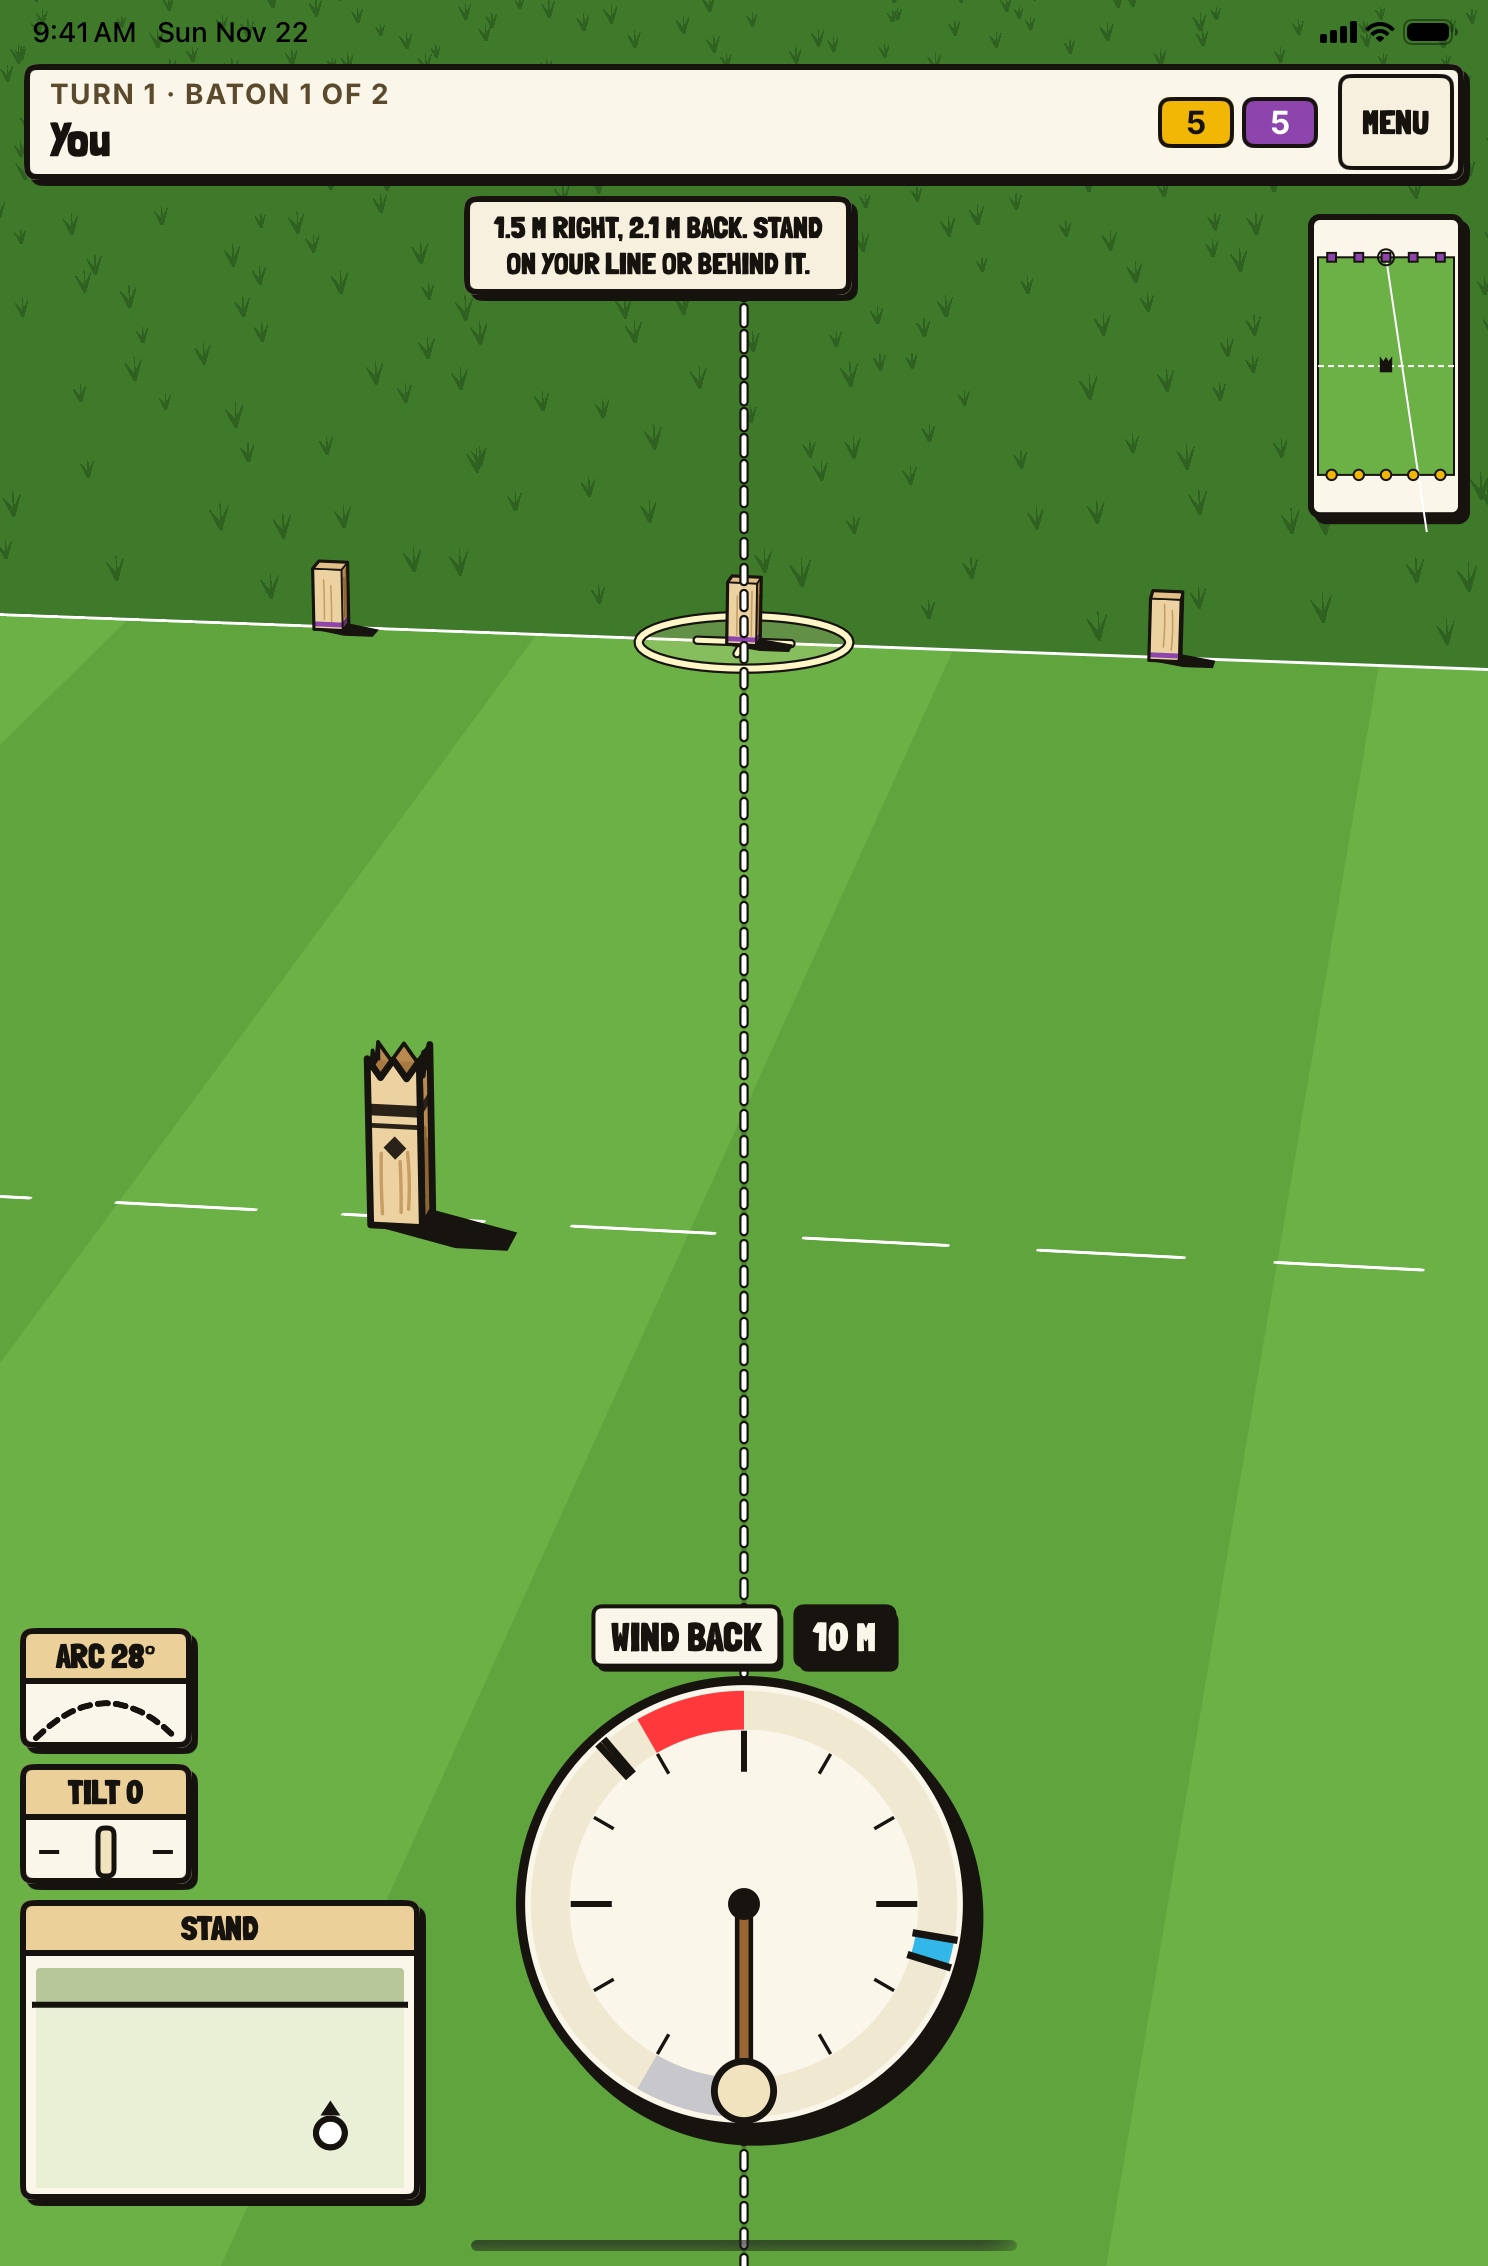 9:41 AM Sun Nov 22
TURN 1 · BATON 1 OF 2
You
5 5 MENU
1.5 M RIGHT, 2.1 M BACK. STAND
ON YOUR LINE OR BEHIND IT.
WIND BACK 10 M
ARC 28°
TILT 0
STAND